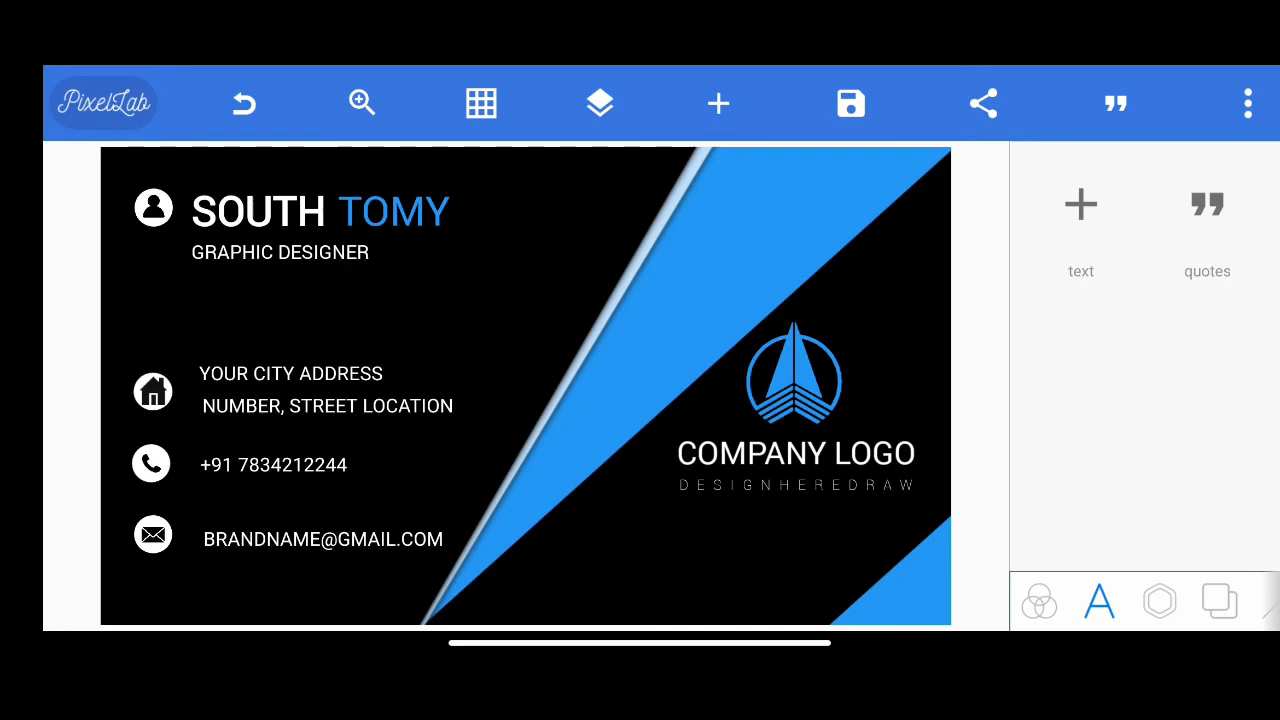 PixelLab
SOUTH TOMY
GRAPHIC DESIGNER
YOUR CITY ADDRESS
NUMBER, STREET LOCATION
+91 7834212244
BRANDNAME@GMAIL.COM
COMPANY LOGO
DESIGNHEREDRAW
text
quotes